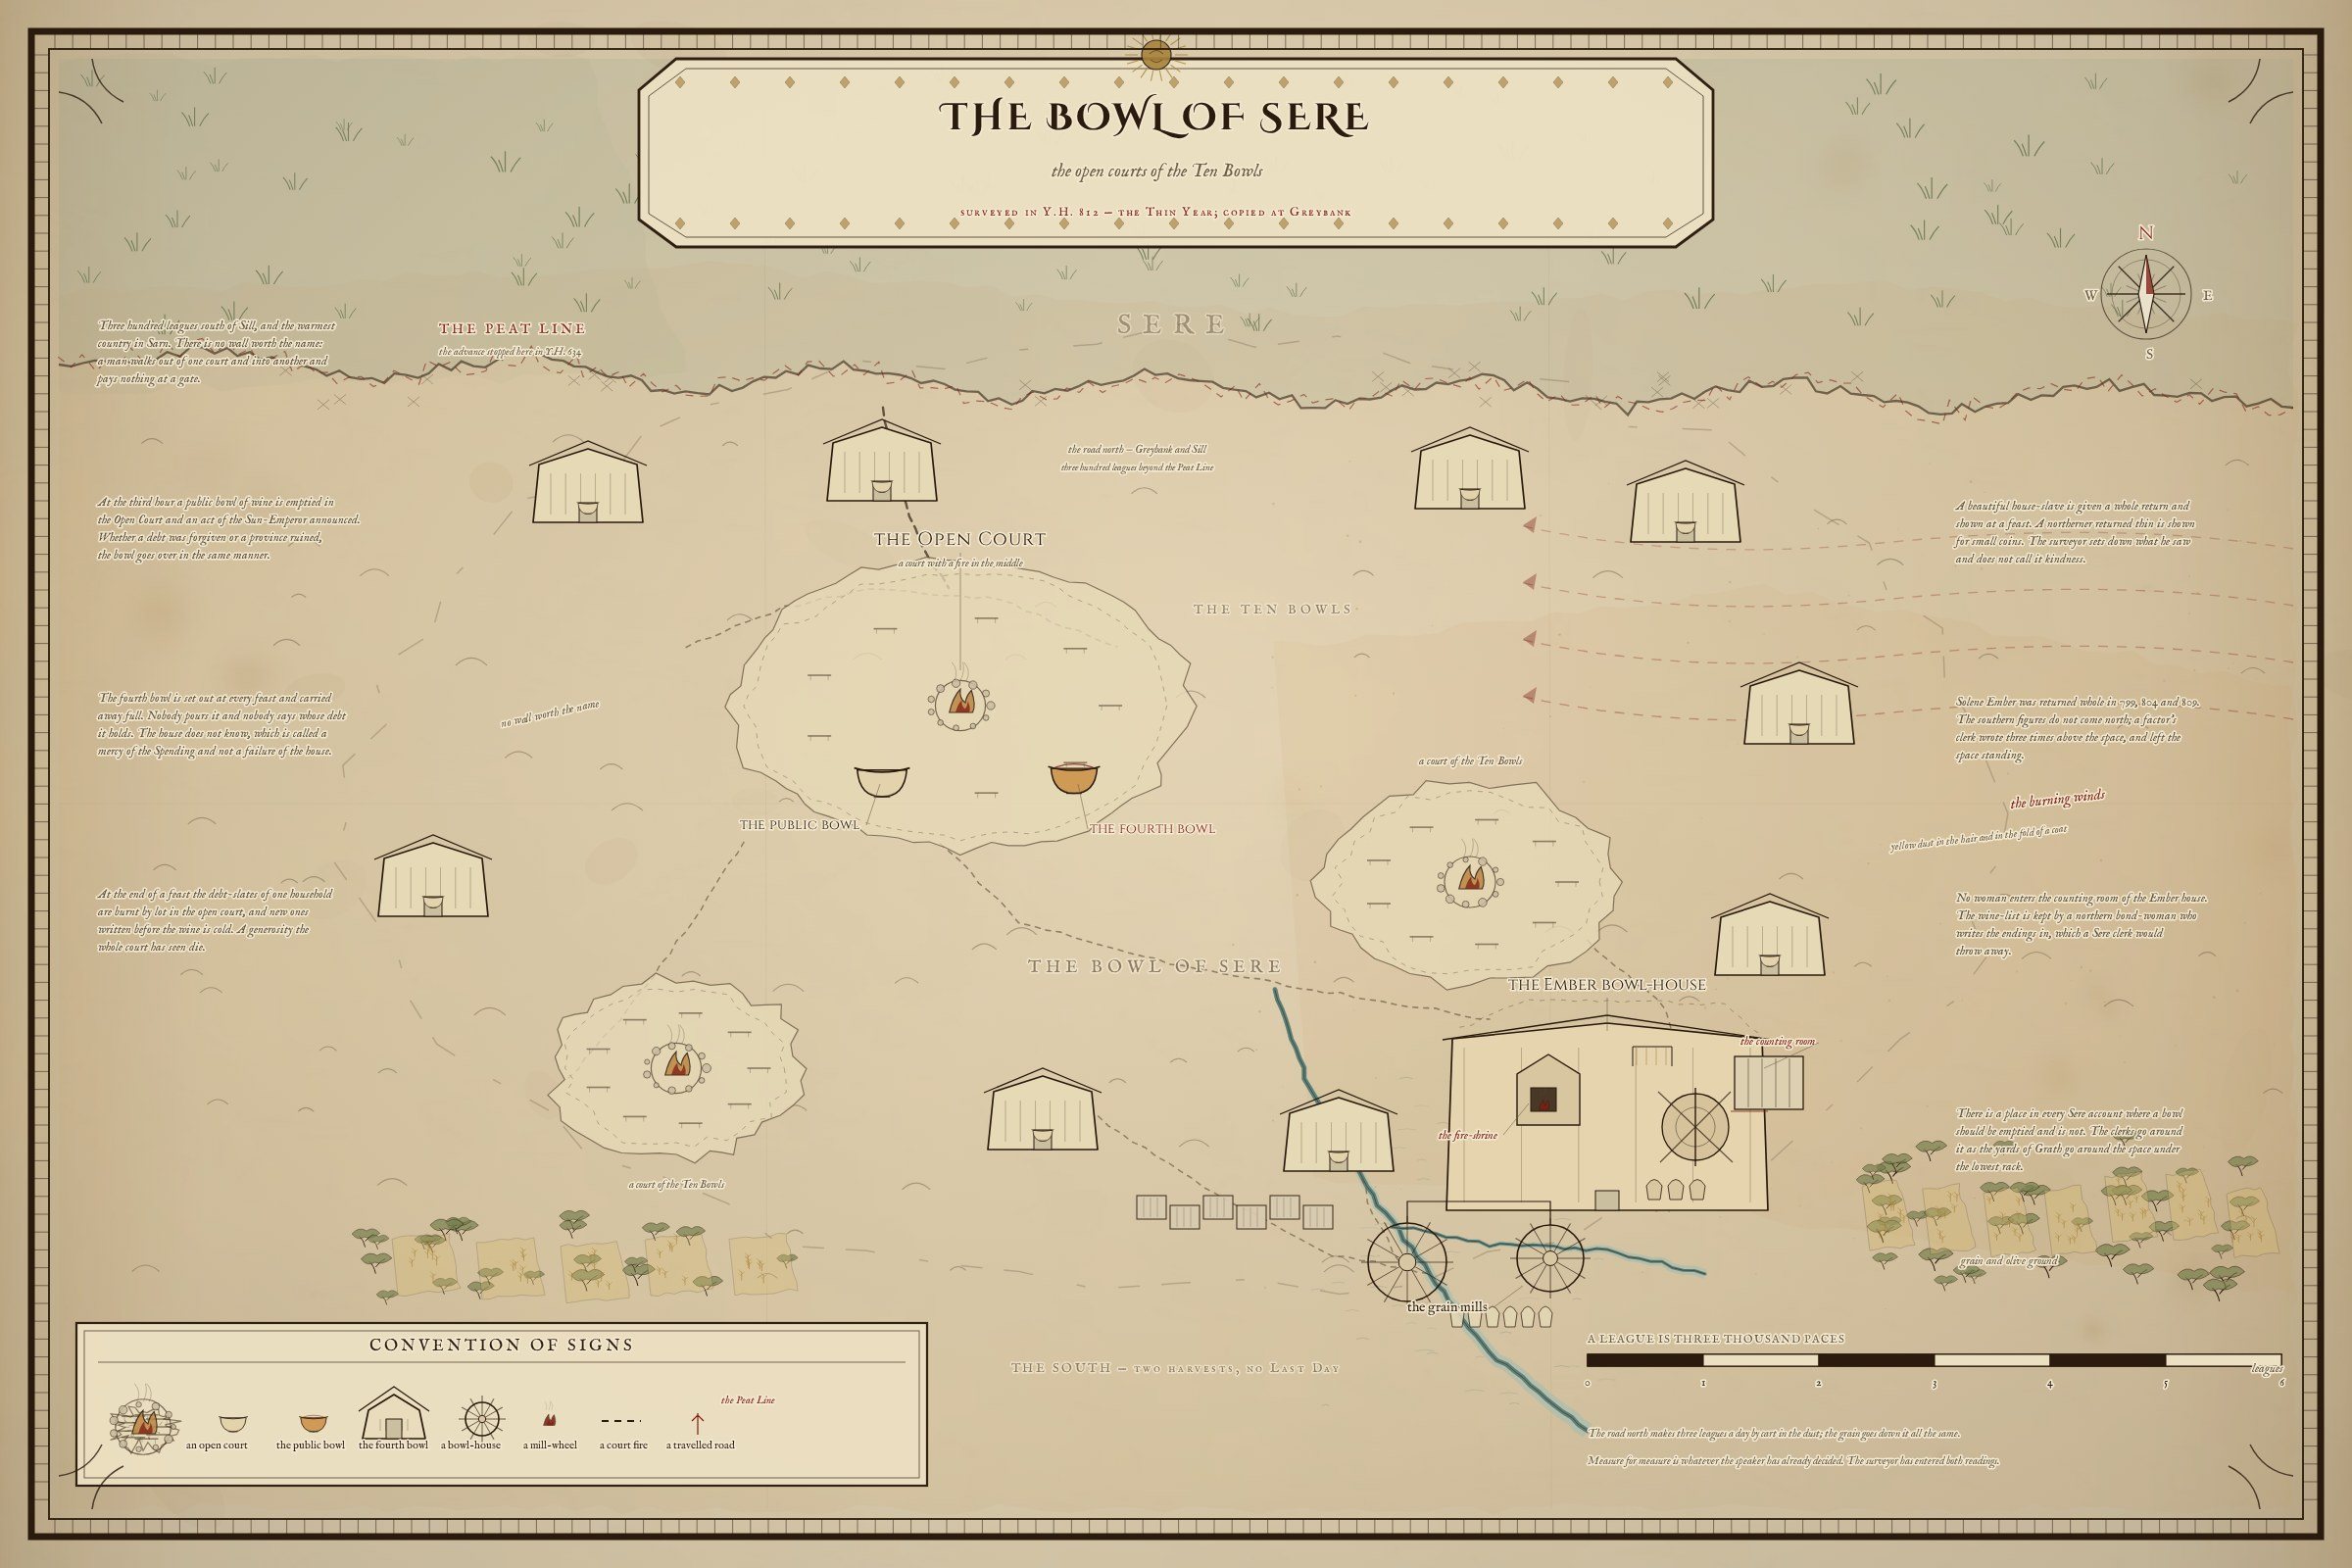 THE BOWL OF SERE
the open courts of the Ten Bowls
SURVEYED IN Y.H. 812 — THE THIN YEAR; COPIED AT GREYBANK
N
W
E
S
SERE
Three hundred leagues south of Sill, and the warmest
country in Sarn. There is no wall worth the name:
a man walks out of one court and into another and
pays nothing at a gate.
THE PEAT LINE
the advance stopped here in Y.H. 634
the road north — Greybank and Sill
three hundred leagues beyond the Peat Line
At the third hour a public bowl of wine is emptied in
the Open Court and an act of the Sun-Emperor announced.
Whether a debt was forgiven or a province ruined,
the bowl goes over in the same manner.
THE OPEN COURT
a court with a fire in the middle
A beautiful house-slave is given a whole return and
shown at a feast. A northerner returned thin is shown
for small coins. The surveyor sets down what he saw
and does not call it kindness.
THE TEN BOWLS
The fourth bowl is set out at every feast and carried
away full. Nobody pours it and nobody says whose debt
it holds. The house does not know, which is called a
mercy of the Spending and not a failure of the house.
no wall worth the name
Solene Ember was returned whole in 799, 804 and 809.
The southern figures do not come north; a factor's
clerk wrote three times above the space, and left the
space standing.
a court of the Ten Bowls
the burning winds
yellow dust in the hair and in the fold of a coat
THE PUBLIC BOWL
THE FOURTH BOWL
At the end of a feast the debt-slates of one household
are burnt by lot in the open court, and new ones
written before the wine is cold. A generosity the
whole court has seen die.
No woman enters the counting room of the Ember house.
The wine-list is kept by a northern bond-woman who
writes the endings in, which a Sere clerk would
throw away.
THE BOWL OF SERE
THE EMBER BOWL-HOUSE
the counting room
the fire-shrine
There is a place in every Sere account where a bowl
should be emptied and is not. The clerks go around
it as the yards of Grath go around the space under
the lowest rack.
a court of the Ten Bowls
grain and olive ground
the grain mills
THE SOUTH — TWO HARVESTS, NO LAST DAY
A LEAGUE IS THREE THOUSAND PACES
leagues
0 1 2 3 4 5 6
The road north makes three leagues a day by cart in the dust; the grain goes down it all the same.
Measure for measure is whatever the speaker has already decided. The surveyor has entered both readings.
CONVENTION OF SIGNS
the Peat Line
an open court
the public bowl
the fourth bowl
a bowl-house
a mill-wheel
a court fire
a travelled road